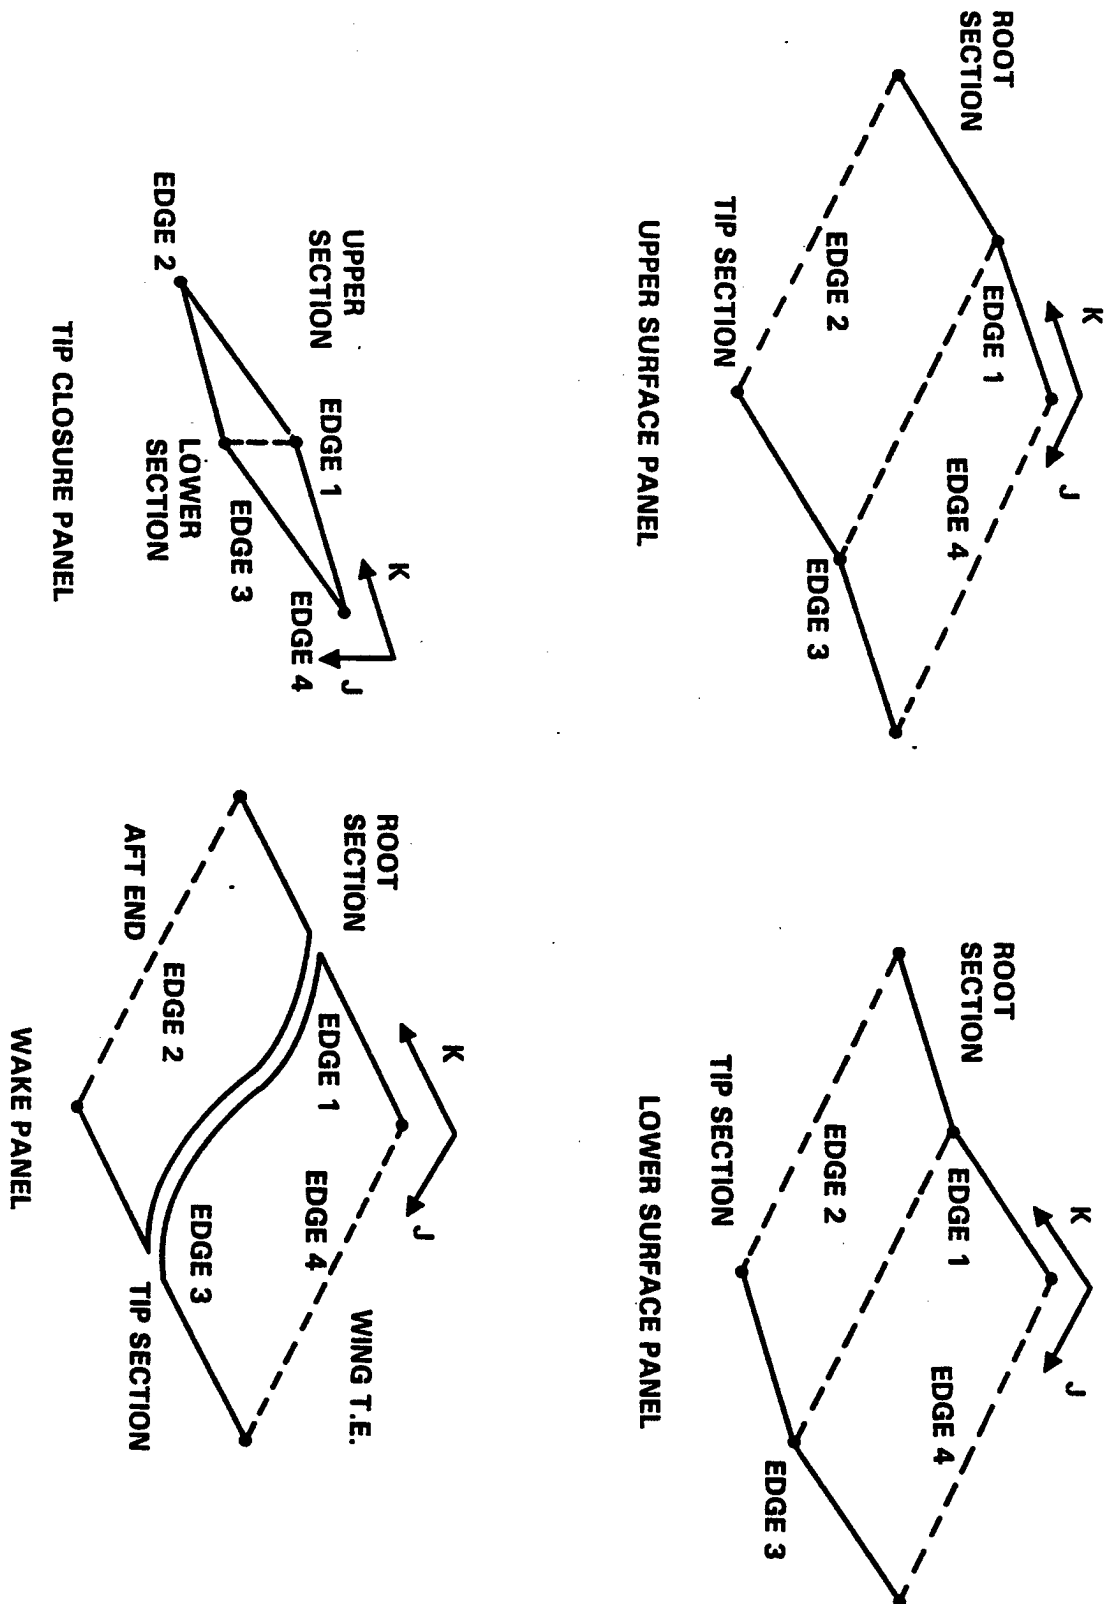 ROOT
SECTION
K
J
EDGE 1
EDGE 4
EDGE 2
EDGE 3
TIP SECTION
UPPER SURFACE PANEL
ROOT
SECTION
K
J
EDGE 1
EDGE 4
EDGE 2
EDGE 3
TIP SECTION
LOWER SURFACE PANEL
UPPER
SECTION
K
J
EDGE 1
EDGE 4
EDGE 2
EDGE 3
LOWER
SECTION
TIP CLOSURE PANEL
ROOT
SECTION
K
J
EDGE 1
EDGE 4
WING T.E.
EDGE 2
EDGE 3
AFT END
TIP SECTION
WAKE PANEL